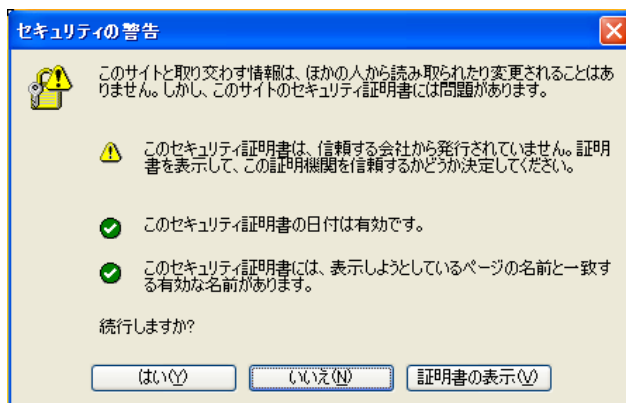 セキュリティの警告
このサイトと取り交わす情報は、ほかの人から読み取られたり変更されることはあ
りません。しかし、このサイトのセキュリティ証明書には問題があります。
このセキュリティ証明書は、信頼する会社から発行されていません。証明
書を表示して、この証明機関を信頼するかどうか決定してください。
このセキュリティ証明書の日付は有効です。
このセキュリティ証明書には、表示しようとしているページの名前と一致す
る有効な名前があります。
続行しますか?
はい(Y) いいえ(N) 証明書の表示(V)